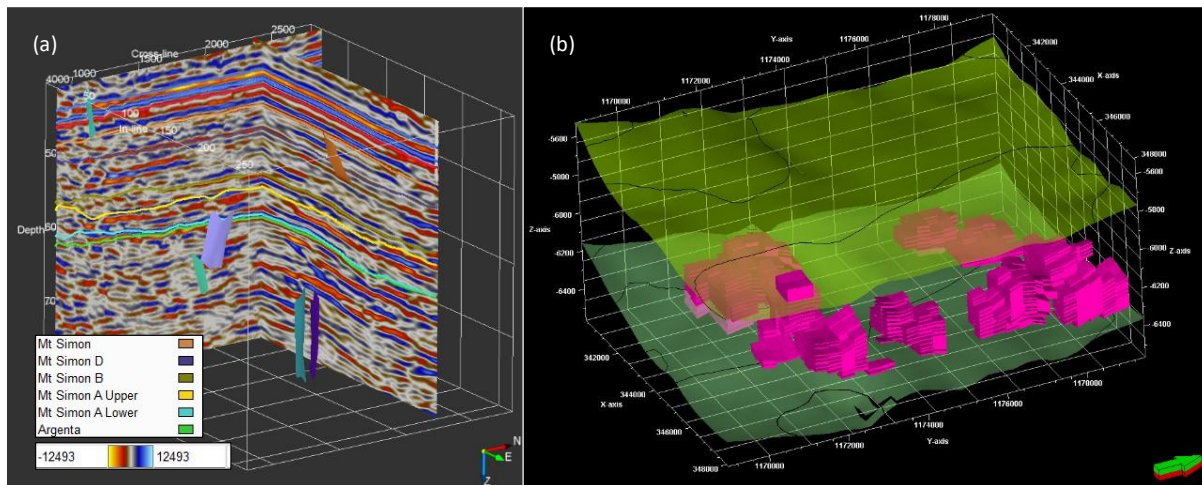 (a)
Cross-line
2500
2000
1500
1000
4000
50
100
In-line
150
200
250
50
Depth
60
70
Mt Simon
Mt Simon D
Mt Simon B
Mt Simon A Upper
Mt Simon A Lower
Argenta
-12493 12493
N
E
Z
(b)
Y-axis
1178000
1176000
1174000
1172000
1170000
342000
X-axis
344000
346000
348000
-5600
-5800
-6000
Z-axis
-6200
-6400
-5600
-5800
-6000
Z-axis
-6200
-6400
342000
X axis
344000
346000
348000
1170000
1172000
1174000
Y-axis
1176000
1170000